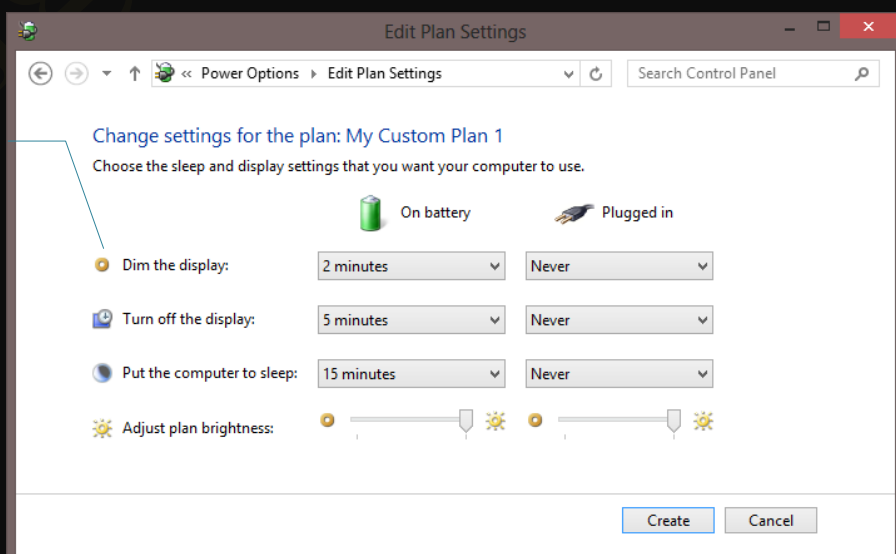 Edit Plan Settings
« Power Options Edit Plan Settings
Search Control Panel
Change settings for the plan: My Custom Plan 1
Choose the sleep and display settings that you want your computer to use.
On battery Plugged in
Dim the display: 2 minutes Never
Turn off the display: 5 minutes Never
Put the computer to sleep: 15 minutes Never
Adjust plan brightness:
Create Cancel